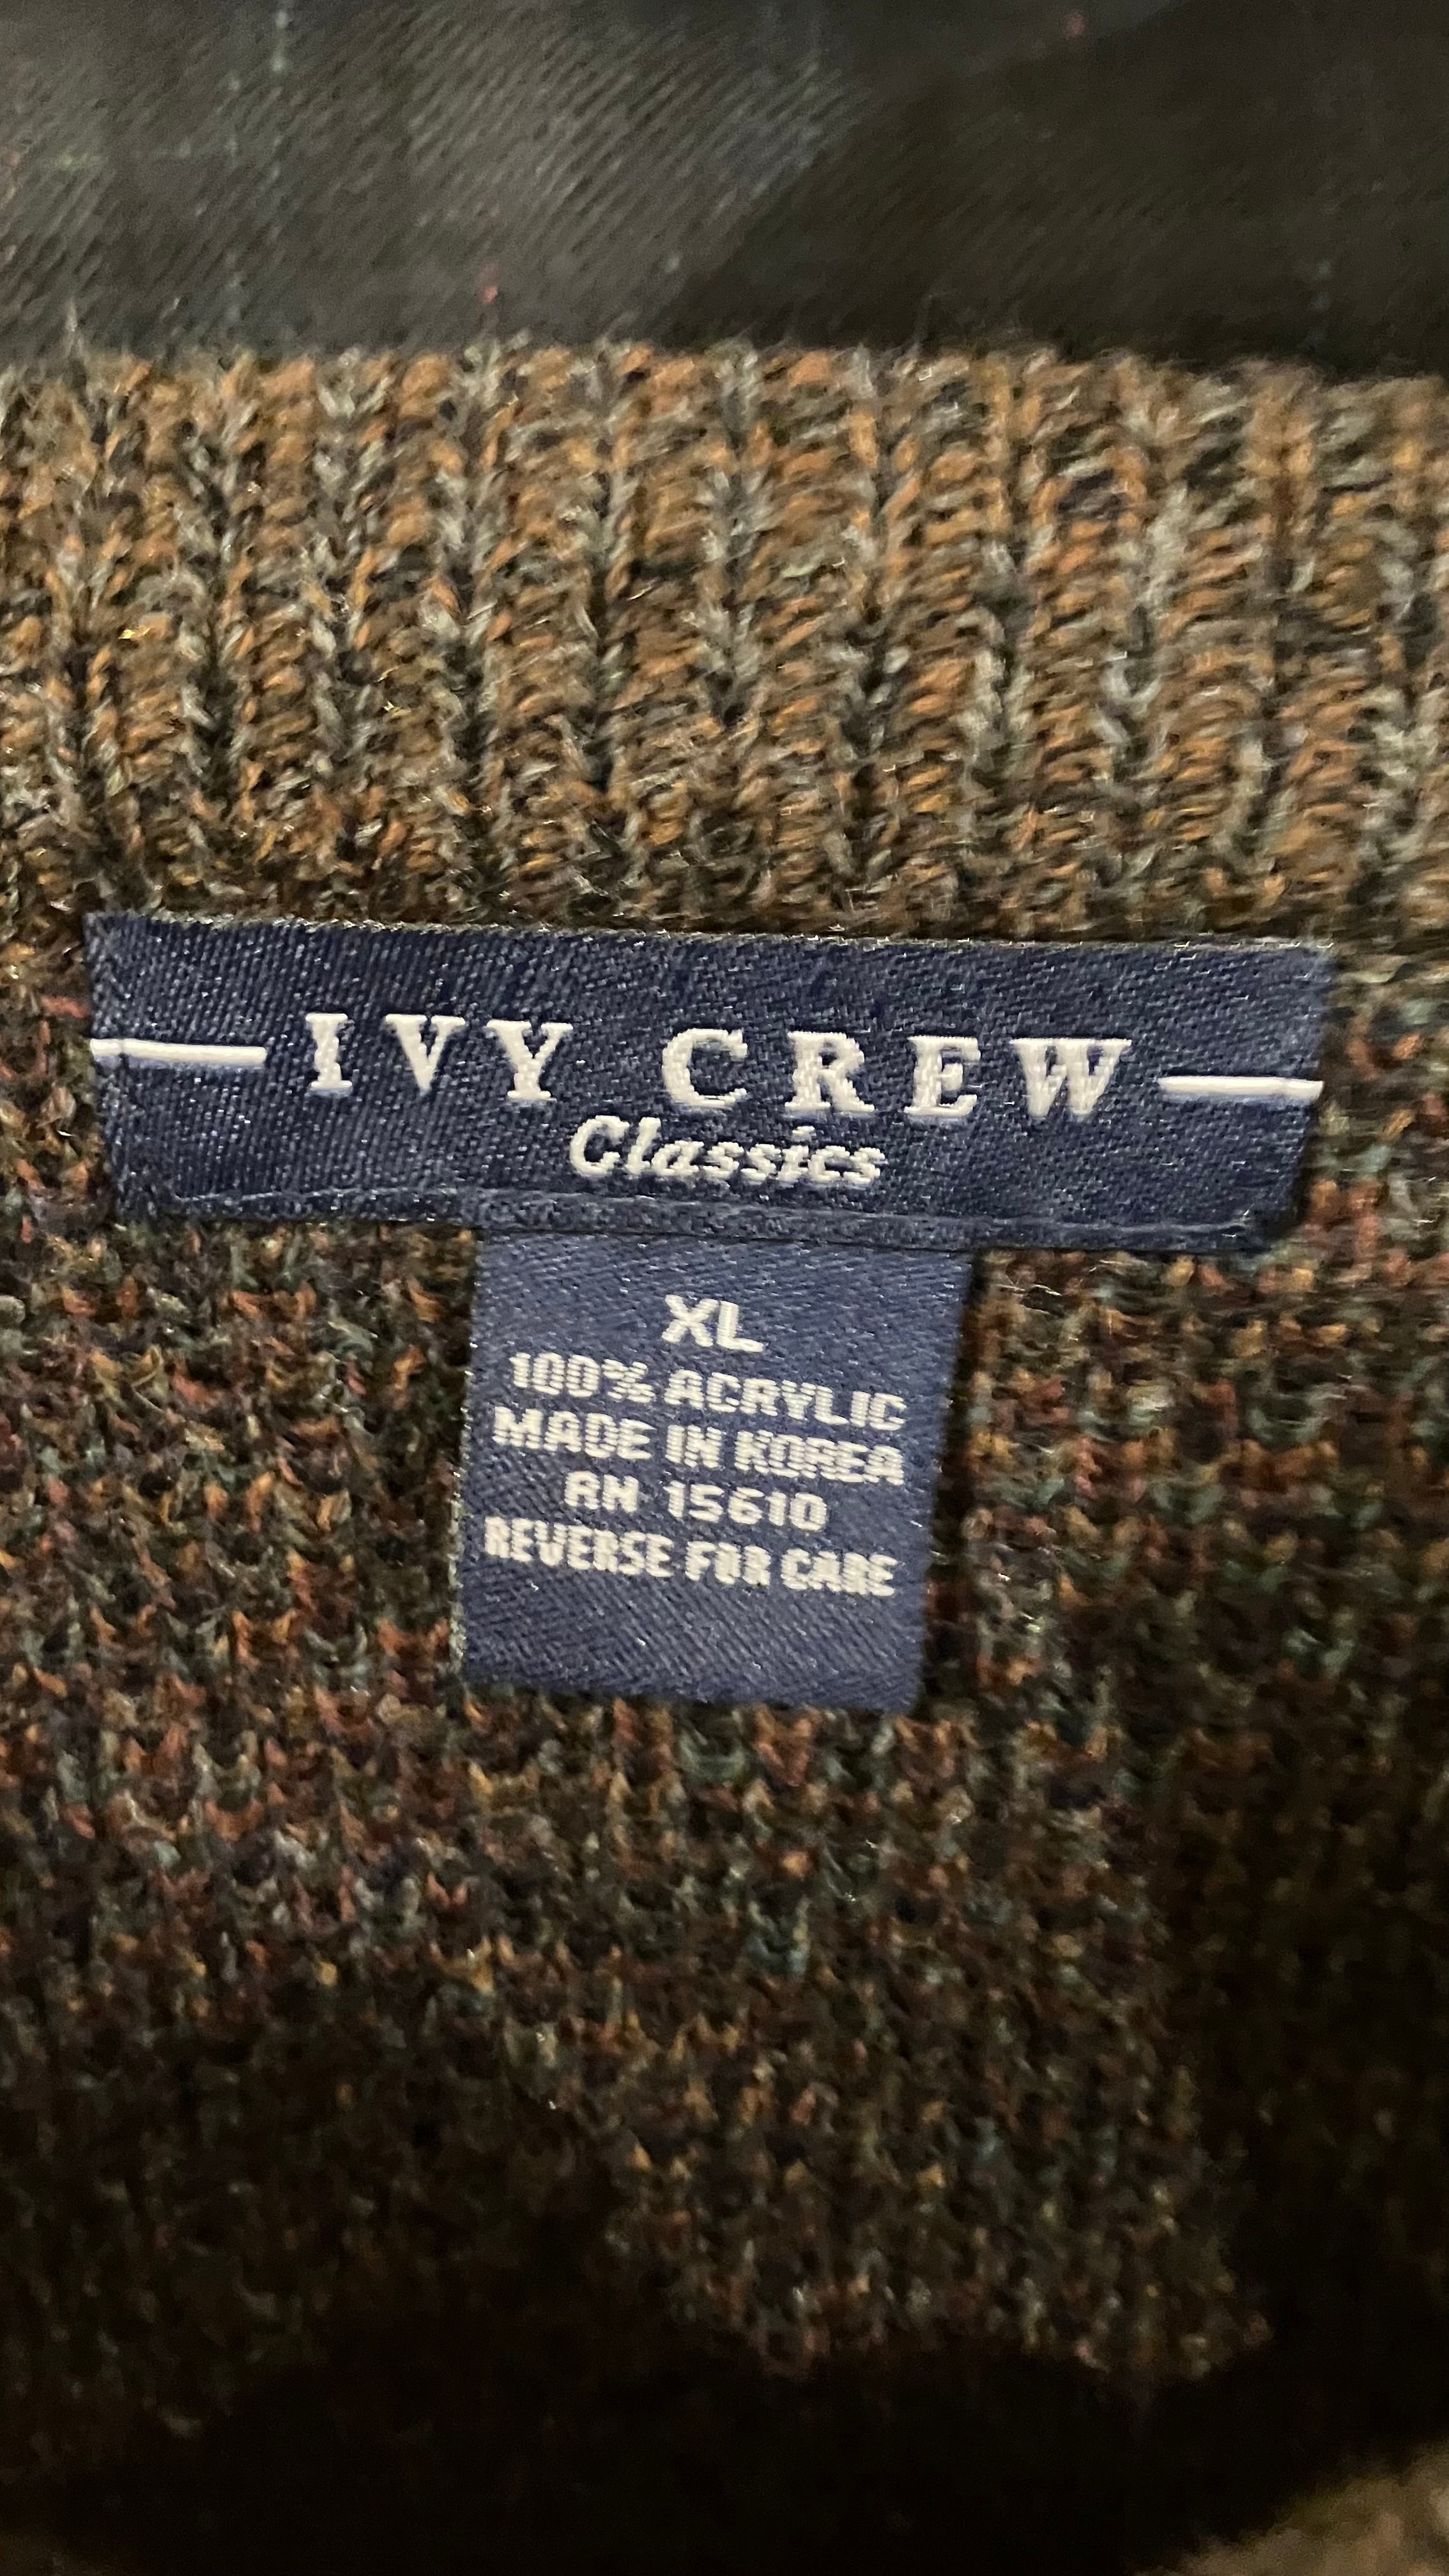 IVY CREW
Classics
XL
100% ACRYLIC
MADE IN KOREA
RN 15610
REVERSE FOR CARE